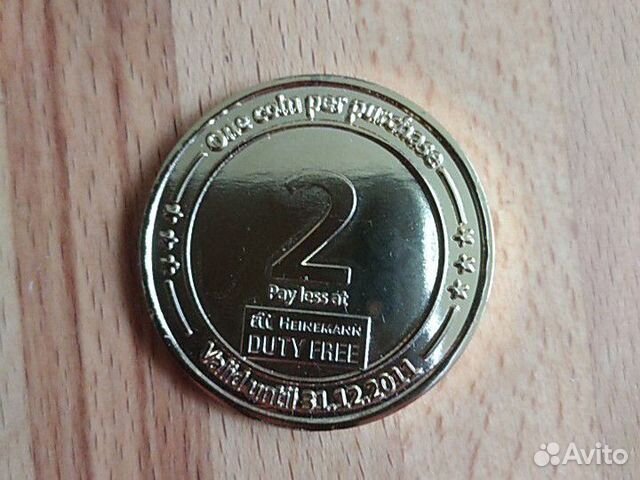 One coin per purchase
2
Pay less at
HEINEMANN
DUTY FREE
Valid until 31.12.2011
Avito